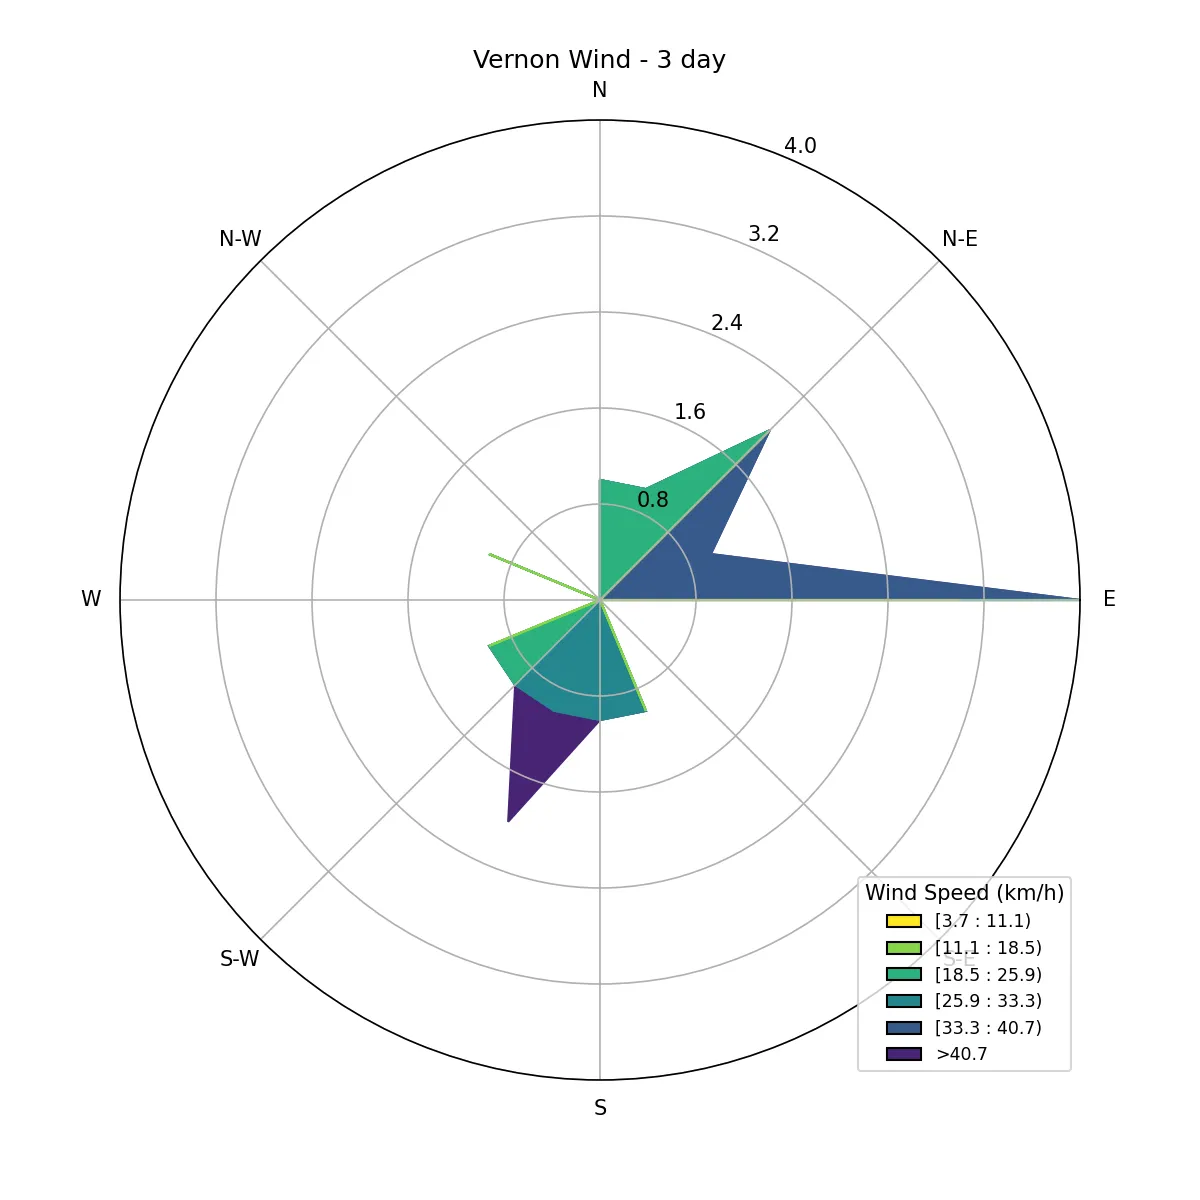 Vernon Wind - 3 day
N
4.0
N-W
3.2
N-E
2.4
1.6
0.8
W
E
S-W
S-E
S
Wind Speed (km/h)
[3.7 : 11.1)
[11.1 : 18.5)
[18.5 : 25.9)
[25.9 : 33.3)
[33.3 : 40.7)
>40.7